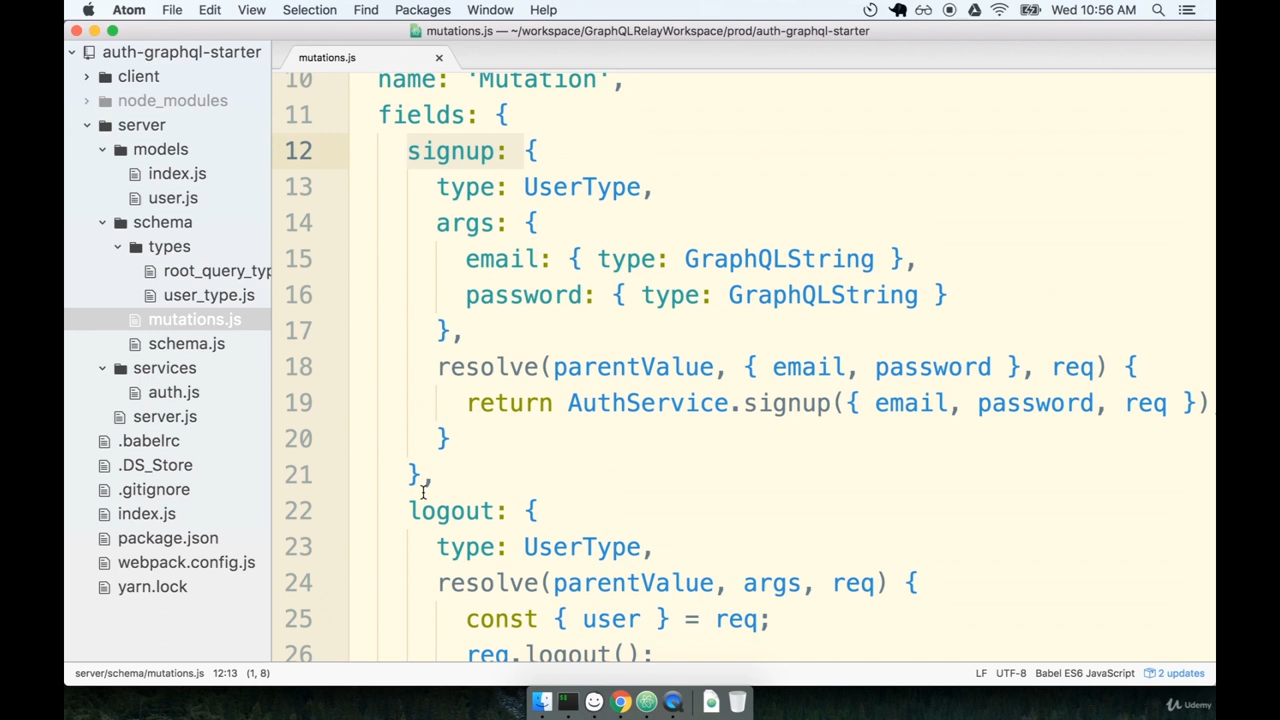 Atom File Edit View Selection Find Packages Window Help Wed 10:56 AM
mutations.js — ~/workspace/GraphQLRelayWorkspace/prod/auth-graphql-starter
auth-graphql-starter
client
node_modules
server
models
index.js
user.js
schema
types
root_query_typ
user_type.js
mutations.js
schema.js
services
auth.js
server.js
.babelrc
.DS_Store
.gitignore
index.js
package.json
webpack.config.js
yarn.lock
mutations.js
10 name: 'Mutation',
11 fields: {
12 signup: {
13 type: UserType,
14 args: {
15 email: { type: GraphQLString },
16 password: { type: GraphQLString }
17 },
18 resolve(parentValue, { email, password }, req) {
19 return AuthService.signup({ email, password, req })
20 }
21 },
22 logout: {
23 type: UserType,
24 resolve(parentValue, args, req) {
25 const { user } = req;
26 req.logout();
server/schema/mutations.js 12:13 (1, 8) LF UTF-8 Babel ES6 JavaScript 2 updates
Udemy